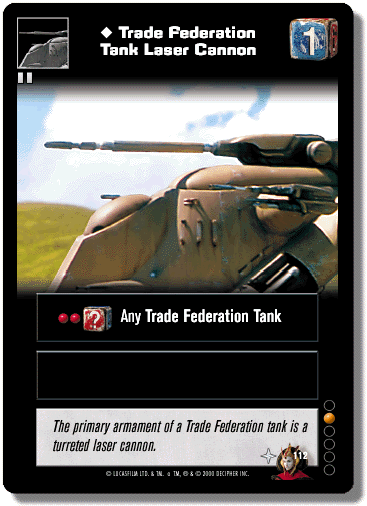 ◆ Trade Federation
Tank Laser Cannon
1
? Any Trade Federation Tank
The primary armament of a Trade Federation tank is a
turreted laser cannon.
112
© LUCASFILM LTD. & TM. ® TM, ® & © 2000 DECIPHER INC.